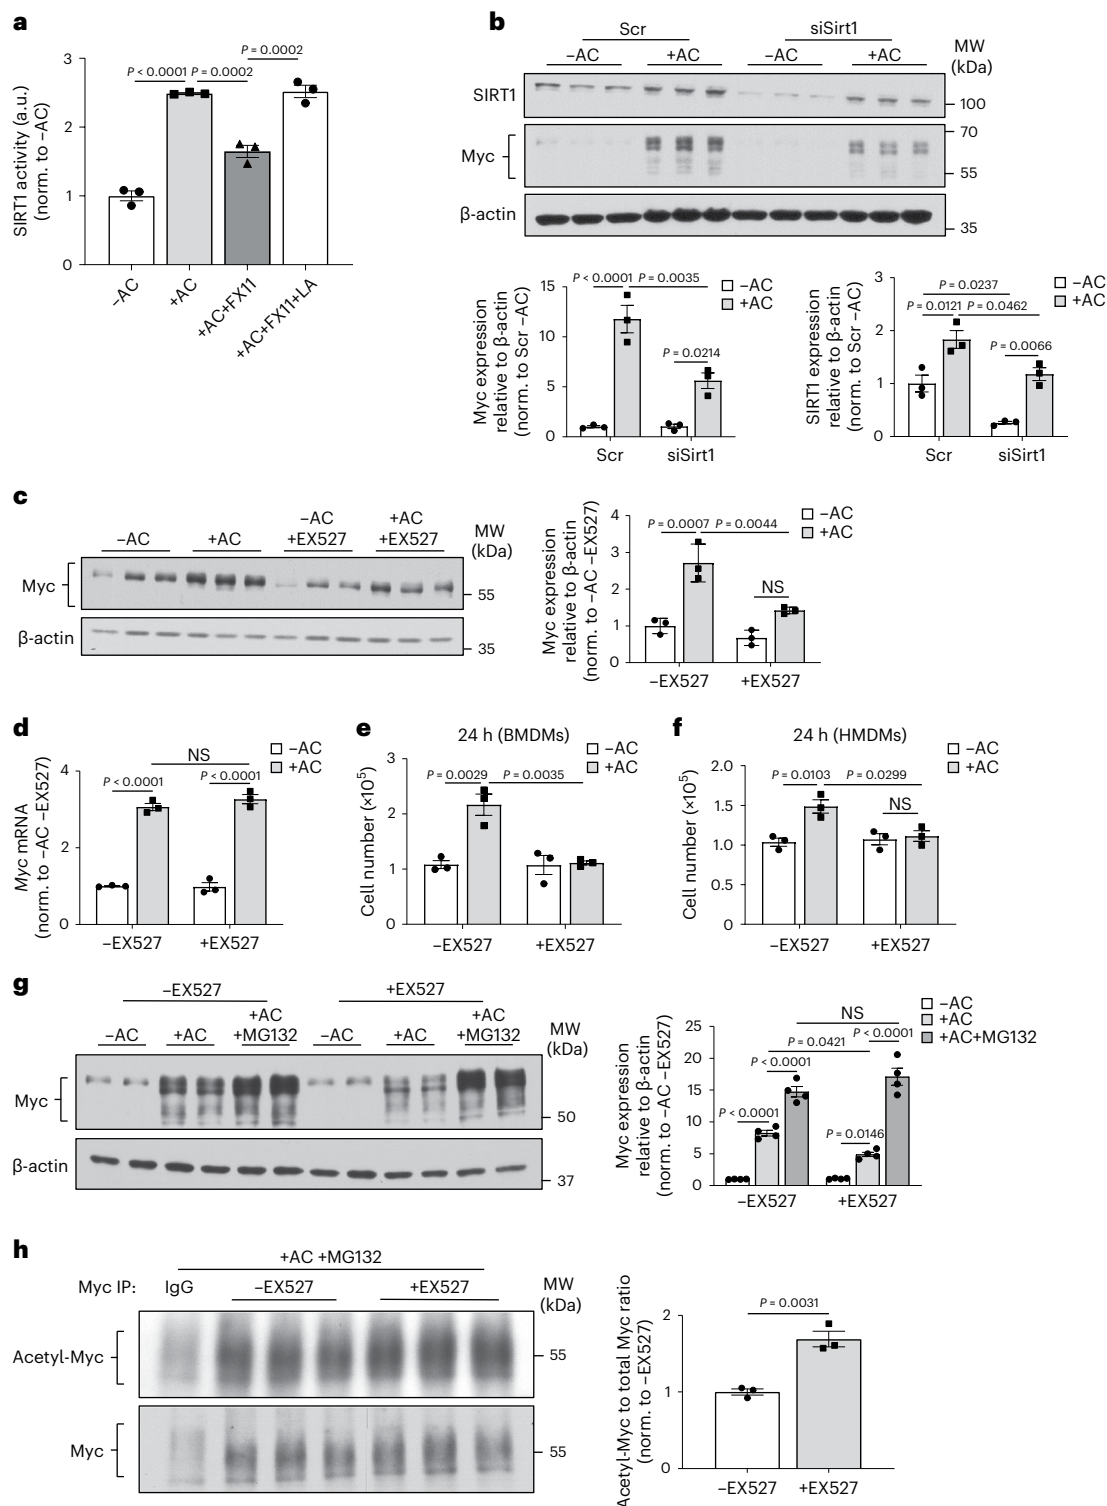 a
3
2
1
0
SIRT1 activity (a.u.)
(norm. to –AC)
P < 0.0001
P = 0.0002
P = 0.0002
–AC
+AC
+AC+FX11
+AC+FX11+LA
b
Scr
siSirt1
–AC
+AC
–AC
+AC
MW
(kDa)
SIRT1
100
Myc
70
55
β-actin
35
Myc expression
relative to β-actin
(norm. to Scr –AC)
15
10
5
0
P < 0.0001
P = 0.0035
P = 0.0214
Scr
siSirt1
–AC
+AC
SIRT1 expression
relative to β-actin
(norm. to Scr –AC)
3
2
1
0
P = 0.0237
P = 0.0121
P = 0.0462
P = 0.0066
Scr
siSirt1
–AC
+AC
c
–AC
+AC
–AC
+EX527
+AC
+EX527
MW
(kDa)
Myc
55
β-actin
35
Myc expression
relative to β-actin
(norm. to –AC –EX527)
4
3
2
1
0
P = 0.0007
P = 0.0044
NS
–EX527
+EX527
–AC
+AC
d
Myc mRNA
(norm. to –AC –EX527)
4
2
0
NS
P < 0.0001
P < 0.0001
–EX527
+EX527
–AC
+AC
e
24 h (BMDMs)
Cell number (×10⁵)
3
2
1
0
P = 0.0029
P = 0.0035
–EX527
+EX527
–AC
+AC
f
24 h (HMDMs)
Cell number (×10⁵)
2.0
1.5
1.0
0.5
0
P = 0.0103
P = 0.0299
NS
–EX527
+EX527
–AC
+AC
g
–EX527
+EX527
–AC
+AC
+AC
+MG132
–AC
+AC
+AC
+MG132
MW
(kDa)
Myc
50
β-actin
37
Myc expression
relative to β-actin
(norm. to –AC –EX527)
25
20
15
10
5
0
NS
P = 0.0421
P < 0.0001
P < 0.0001
P < 0.0001
P = 0.0146
–EX527
+EX527
–AC
+AC
+AC+MG132
h
+AC +MG132
Myc IP:
IgG
–EX527
+EX527
MW
(kDa)
Acetyl-Myc
55
Myc
55
Acetyl-Myc to total Myc ratio
(norm. to –EX527)
2
1
0
P = 0.0031
–EX527
+EX527